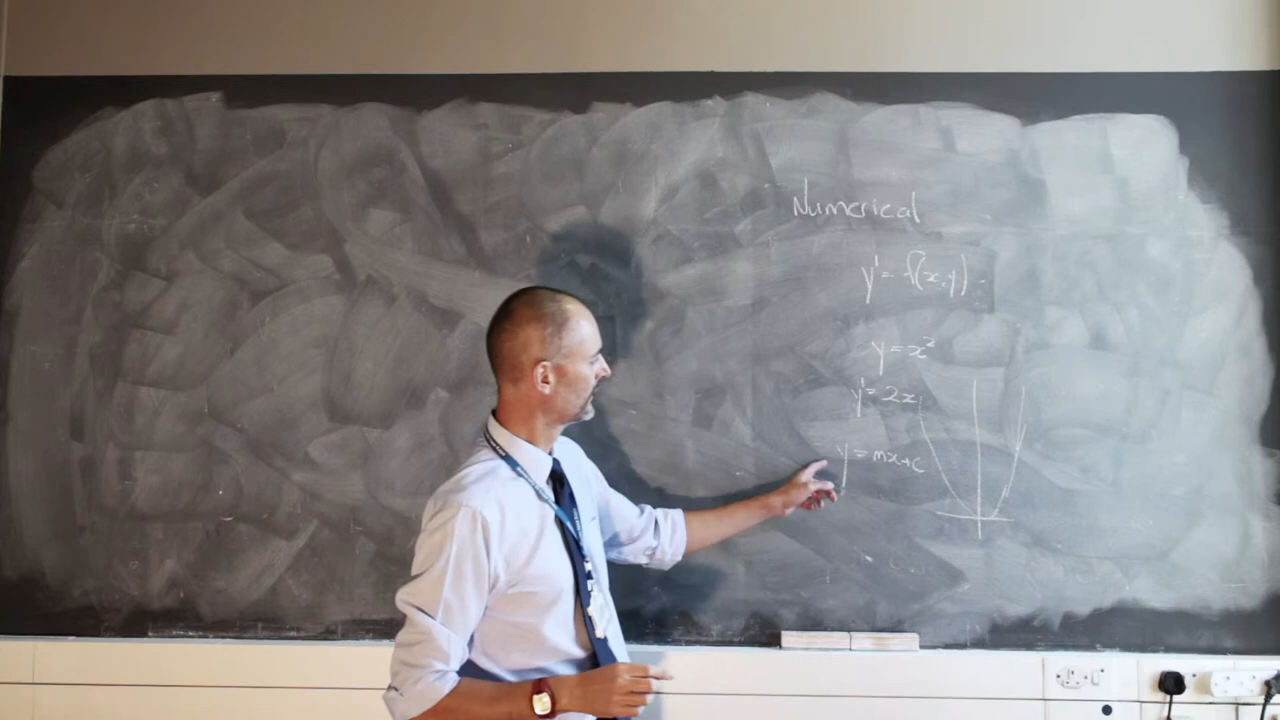 Numerical
y' = f(x,y)
y = x²
y' = 2x
y = mx+c